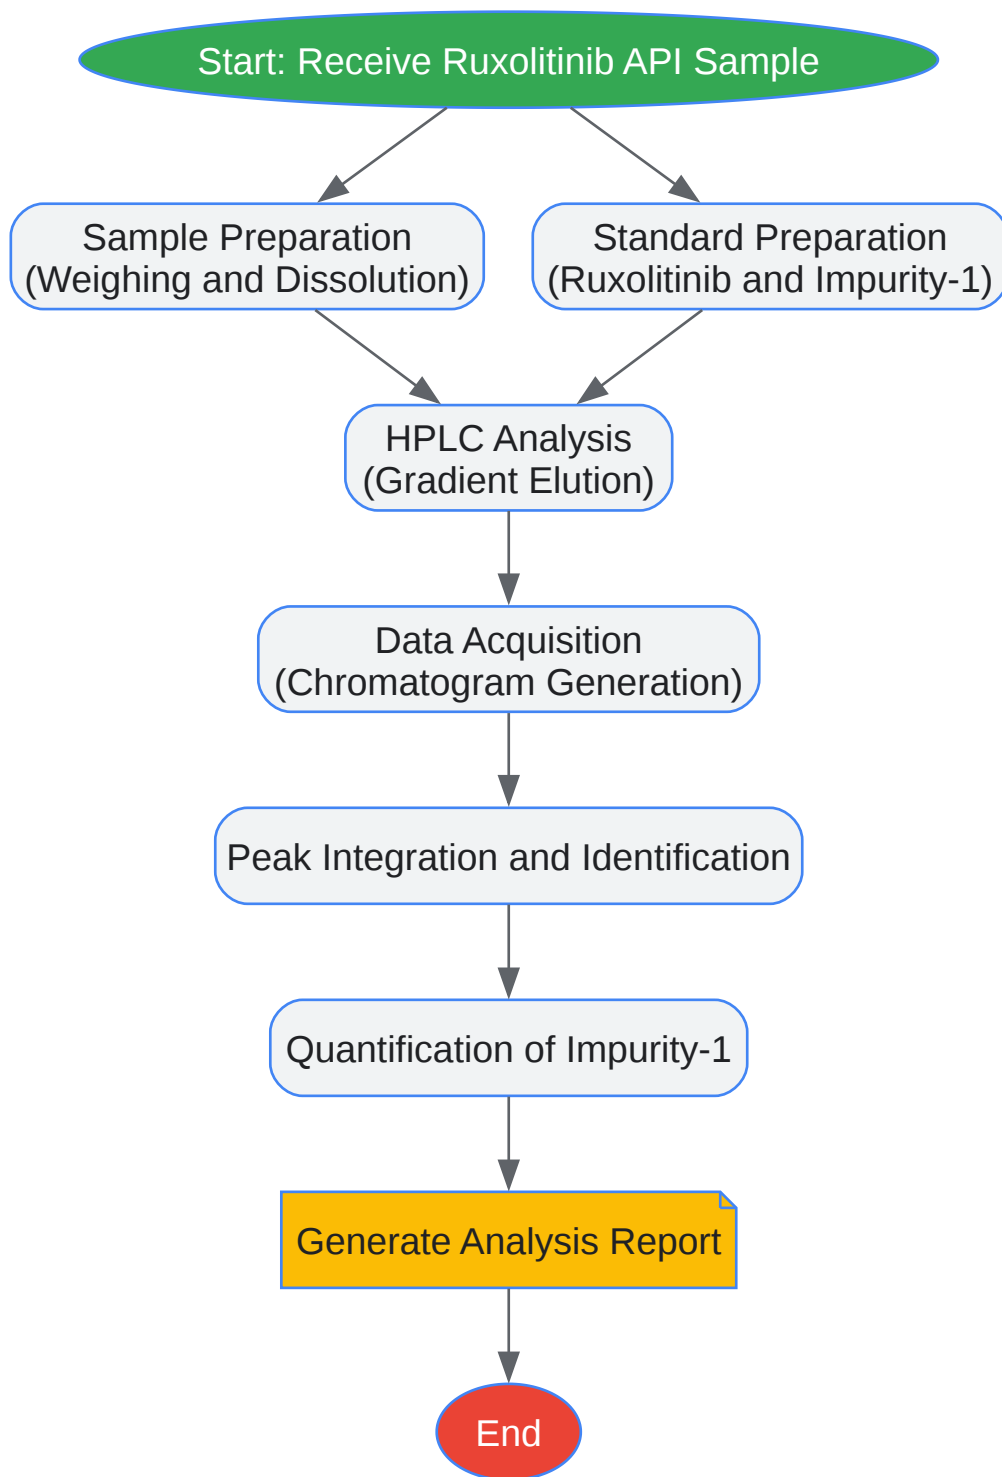 Start: Receive Ruxolitinib API Sample
Sample Preparation
(Weighing and Dissolution)
Standard Preparation
(Ruxolitinib and Impurity-1)
HPLC Analysis
(Gradient Elution)
Data Acquisition
(Chromatogram Generation)
Peak Integration and Identification
Quantification of Impurity-1
Generate Analysis Report
End